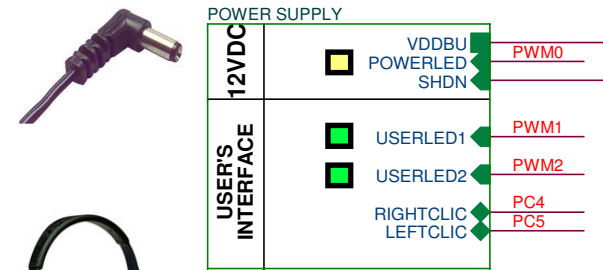 POWER SUPPLY
12VDC
VDDBU
POWERLED PWM0
SHDN
USER'S
INTERFACE
USERLED1 PWM1
USERLED2 PWM2
RIGHTCLIC PC4
LEFTCLIC PC5